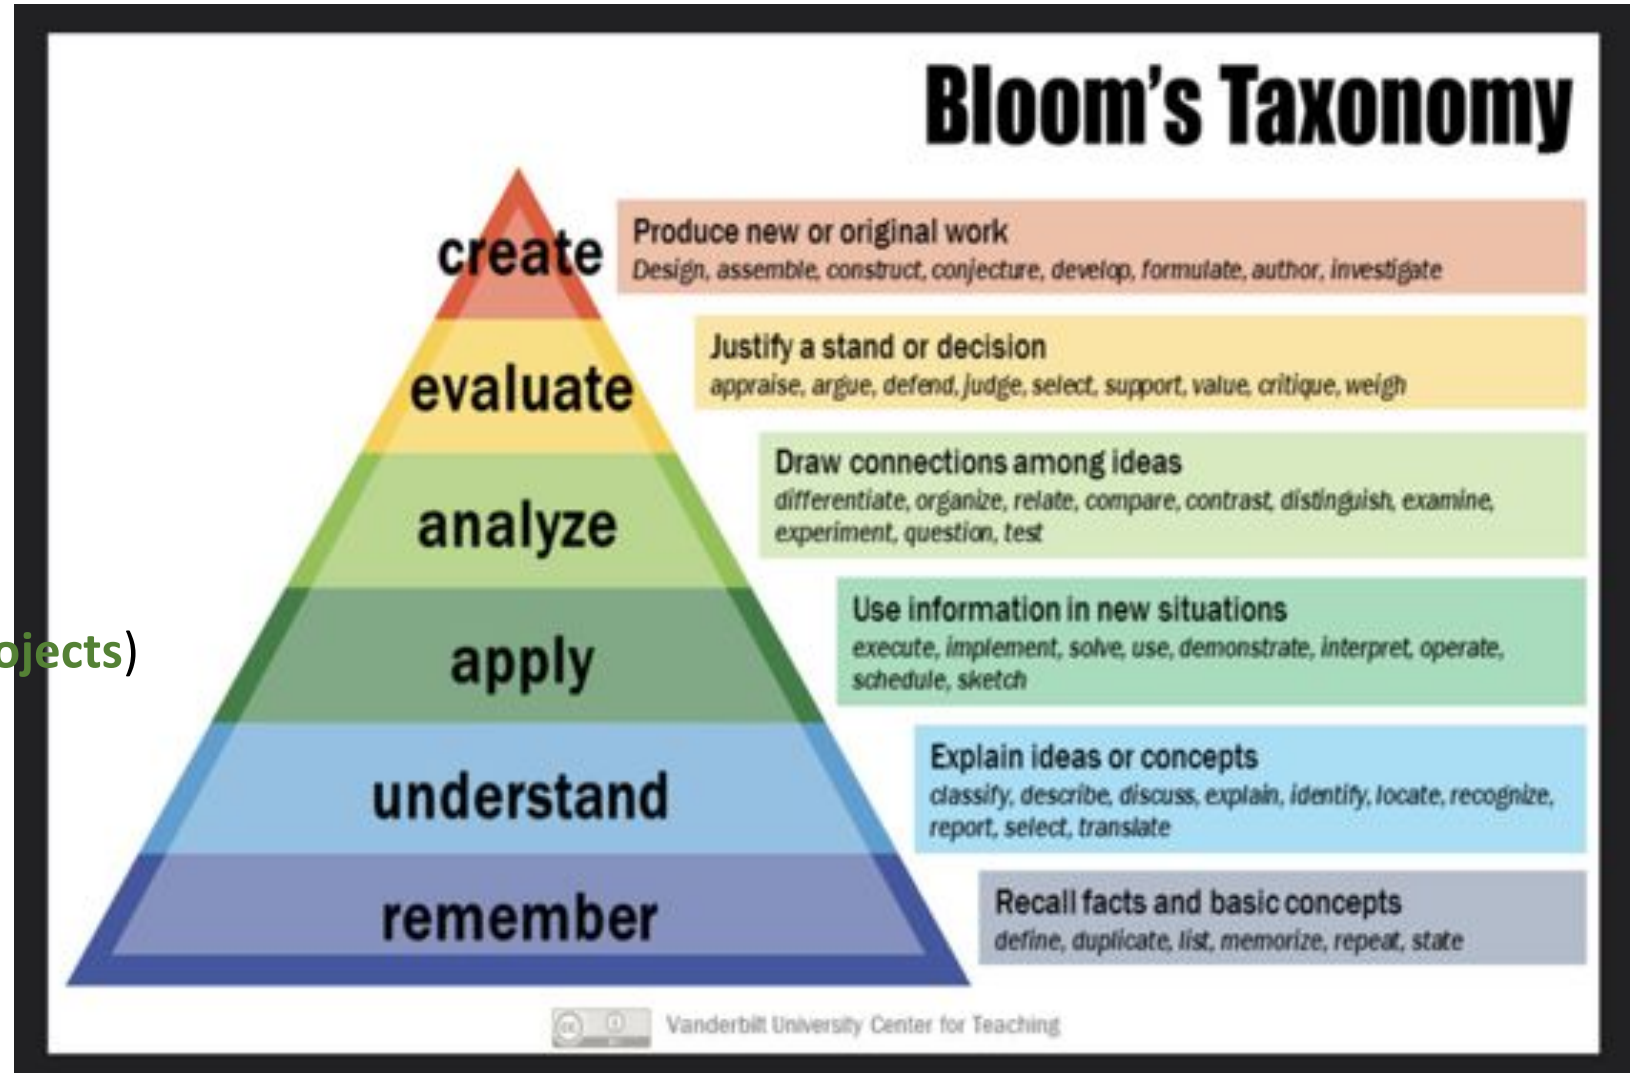 Bloom's Taxonomy
create
Produce new or original work
Design, assemble, construct, conjecture, develop, formulate, author, investigate
evaluate
Justify a stand or decision
appraise, argue, defend, judge, select, support, value, critique, weigh
analyze
Draw connections among ideas
differentiate, organize, relate, compare, contrast, distinguish, examine,
experiment, question, test
ojects)
apply
Use information in new situations
execute, implement, solve, use, demonstrate, interpret, operate,
schedule, sketch
understand
Explain ideas or concepts
classify, describe, discuss, explain, identify, locate, recognize,
report, select, translate
remember
Recall facts and basic concepts
define, duplicate, list, memorize, repeat, state
cc
Vanderbilt University Center for Teaching